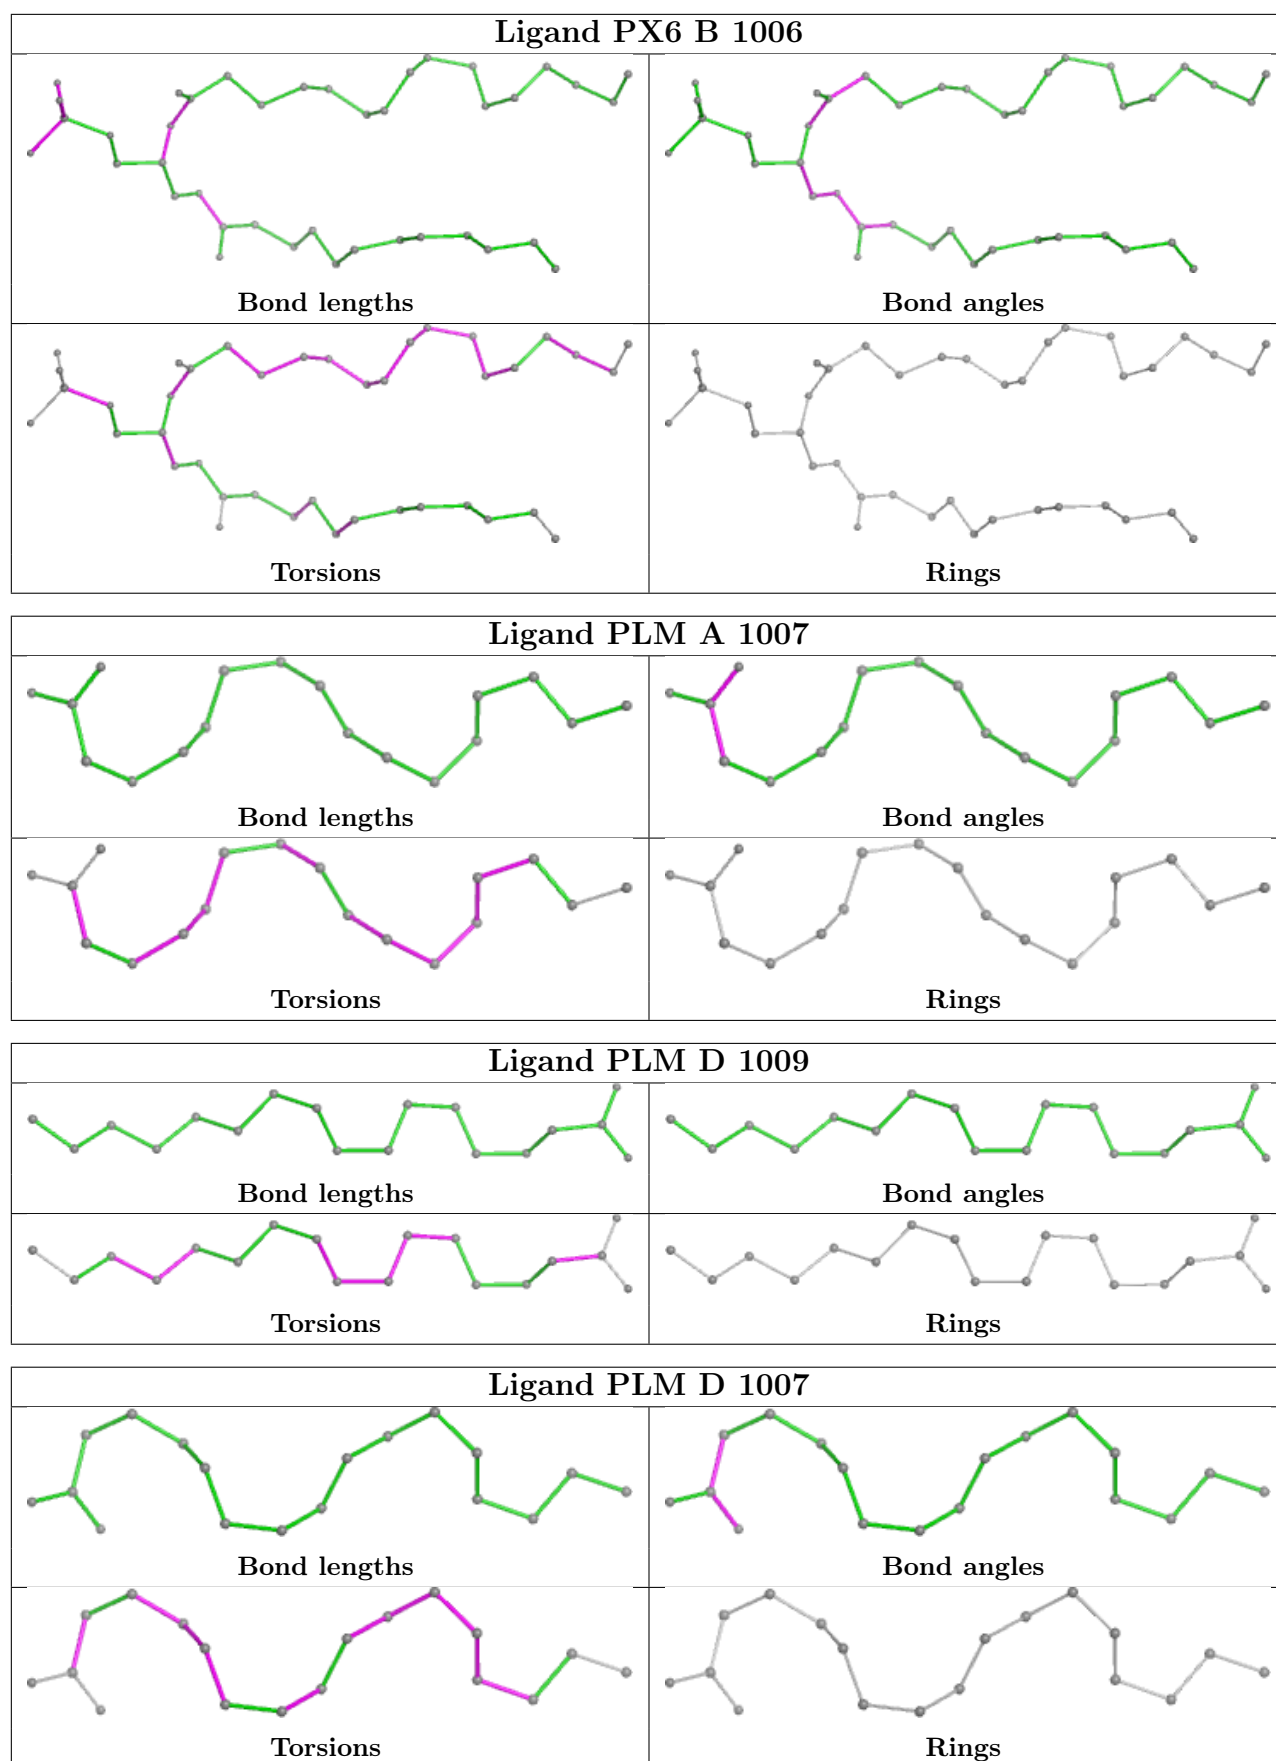 Ligand PX6 B 1006
Bond lengths
Bond angles
Torsions
Rings
Ligand PLM A 1007
Bond lengths
Bond angles
Torsions
Rings
Ligand PLM D 1009
Bond lengths
Bond angles
Torsions
Rings
Ligand PLM D 1007
Bond lengths
Bond angles
Torsions
Rings